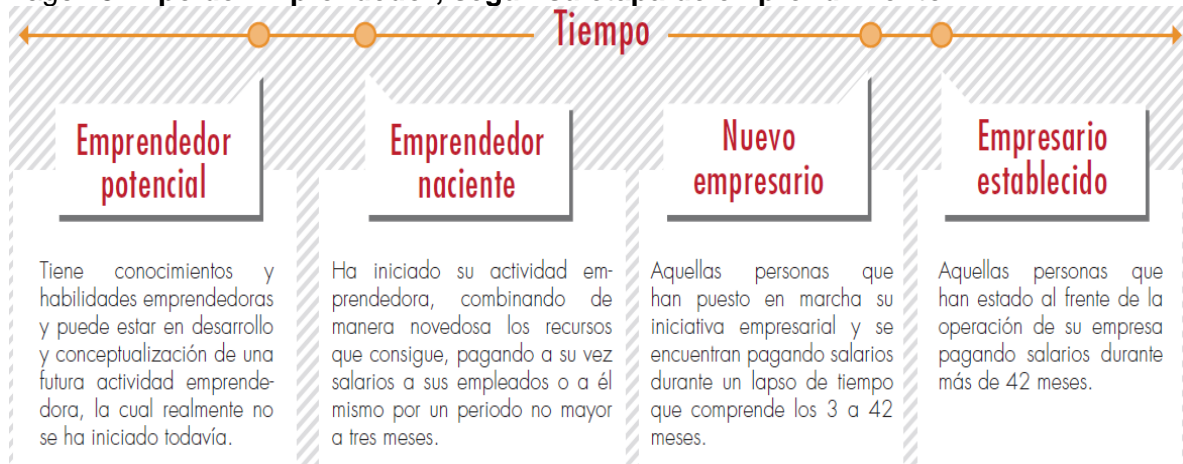 Tiempo
Emprendedor
potencial
Emprendedor
naciente
Nuevo
empresario
Empresario
establecido
Tiene conocimientos y
habilidades emprendedoras
y puede estar en desarrollo
y conceptualización de una
futura actividad emprende-
dora, la cual realmente no
se ha iniciado todavía.
Ha iniciado su actividad em-
prendedora, combinando de
manera novedosa los recursos
que consigue, pagando a su vez
salarios a sus empleados o a él
mismo por un periodo no mayor
a tres meses.
Aquellas personas que
han puesto en marcha su
iniciativa empresarial y se
encuentran pagando salarios
durante un lapso de tiempo
que comprende los 3 a 42
meses.
Aquellas personas que
han estado al frente de la
operación de su empresa
pagando salarios durante
más de 42 meses.